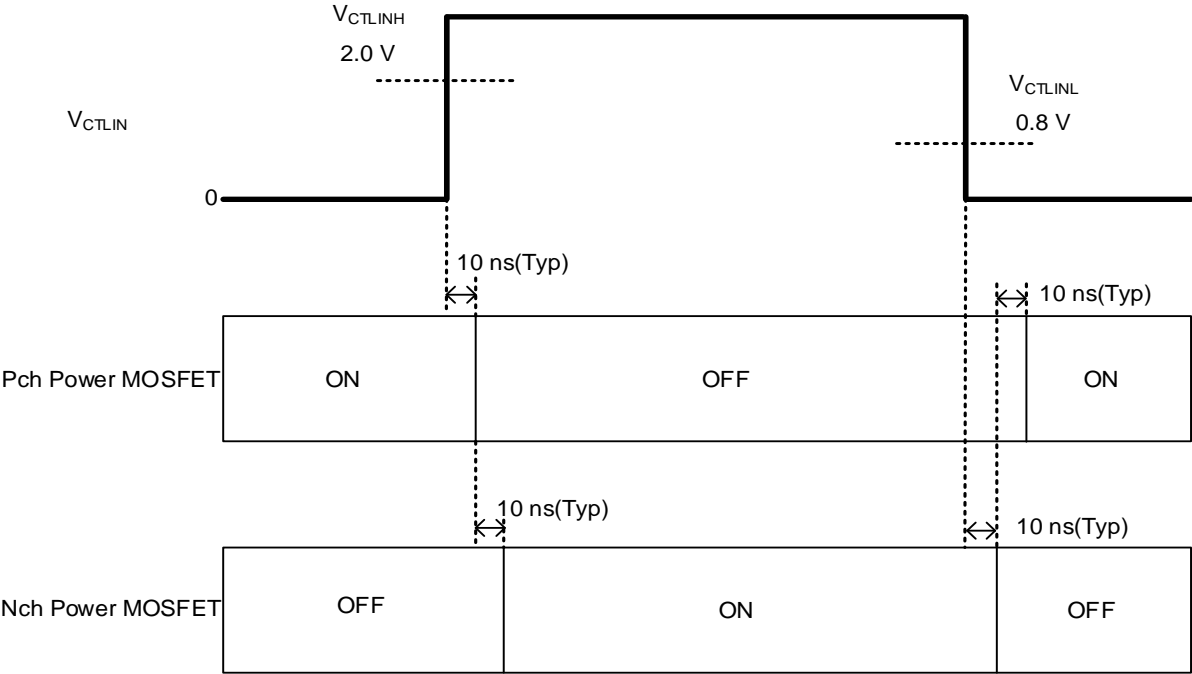 VCTLINH
2.0 V
VCTLINL
0.8 V
VCTLIN
0
10 ns(Typ)
10 ns(Typ)
Pch Power MOSFET
ON
OFF
ON
10 ns(Typ)
10 ns(Typ)
Nch Power MOSFET
OFF
ON
OFF